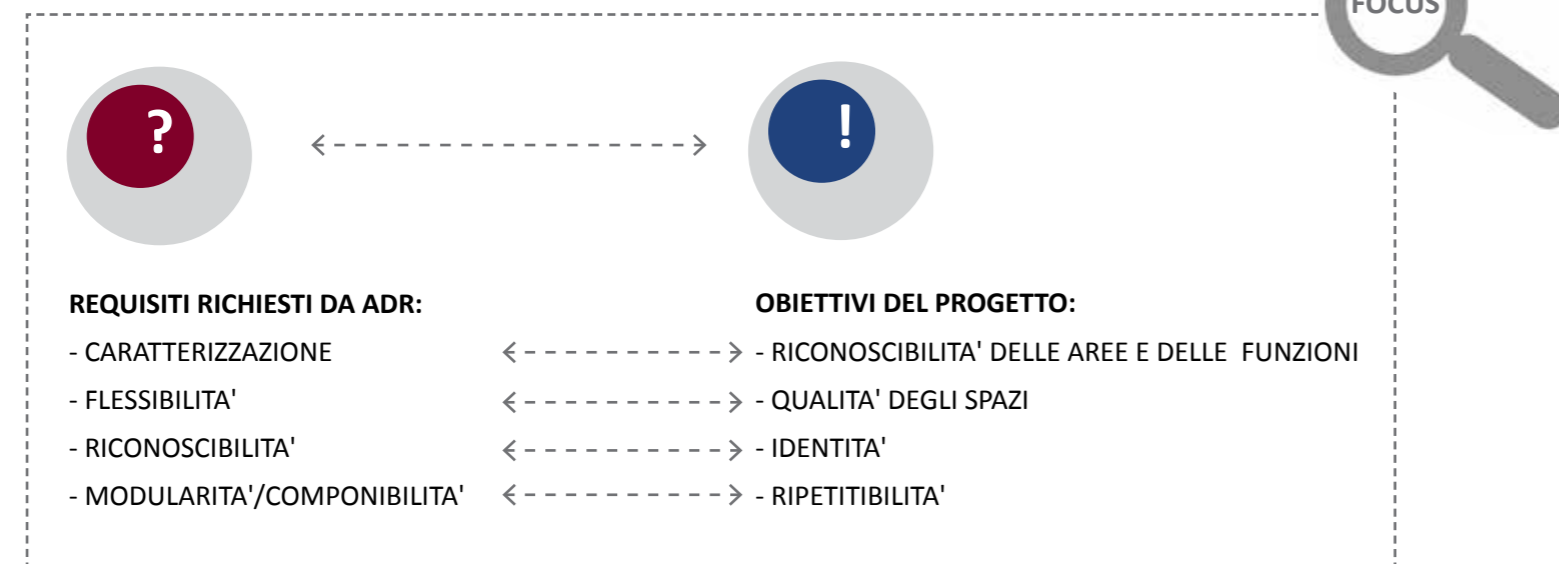 FOCUS
?
!
REQUISITI RICHIESTI DA ADR:
OBIETTIVI DEL PROGETTO:
- CARATTERIZZAZIONE
- RICONOSCIBILITA' DELLE AREE E DELLE FUNZIONI
- FLESSIBILITA'
- QUALITA' DEGLI SPAZI
- RICONOSCIBILITA'
- IDENTITA'
- MODULARITA'/COMPONIBILITA'
- RIPETITIBILITA'